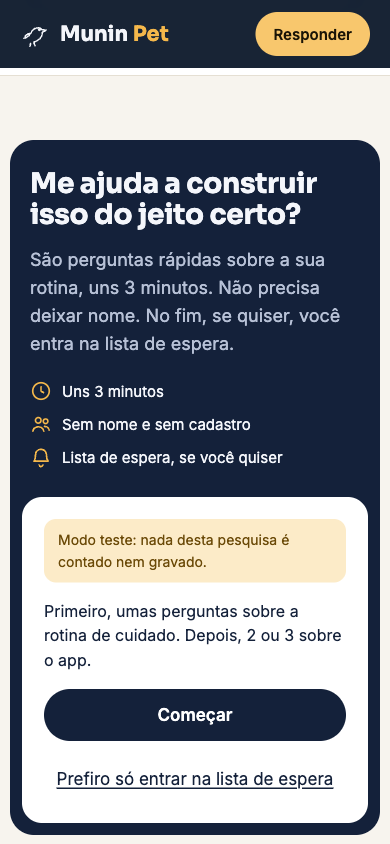 Munin Pet
Responder
Me ajuda a construir
isso do jeito certo?
São perguntas rápidas sobre a sua
rotina, uns 3 minutos. Não precisa
deixar nome. No fim, se quiser, você
entra na lista de espera.
Uns 3 minutos
Sem nome e sem cadastro
Lista de espera, se você quiser
Modo teste: nada desta pesquisa é
contado nem gravado.
Primeiro, umas perguntas sobre a
rotina de cuidado. Depois, 2 ou 3 sobre
o app.
Começar
Prefiro só entrar na lista de espera